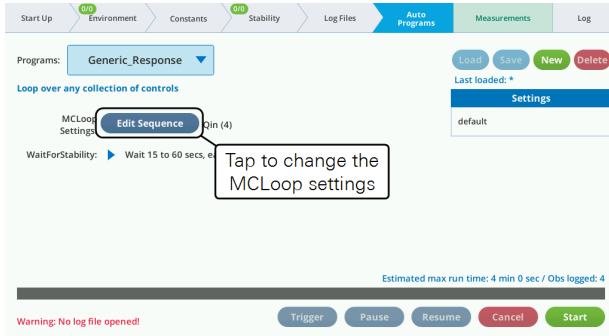 Start Up
0/0
Environment
Constants
0/0
Stability
Log Files
Auto
Programs
Measurements
Log
Programs:
Generic_Response
Load
Save
New
Delete
Last loaded: *
Loop over any collection of controls
Settings
default
MCLoop
Settings:
Edit Sequence
Qin (4)
WaitForStability:
Wait 15 to 60 secs, ea
Tap to change the
MCLoop settings
Estimated max run time: 4 min 0 sec / Obs logged: 4
Warning: No log file opened!
Trigger
Pause
Resume
Cancel
Start